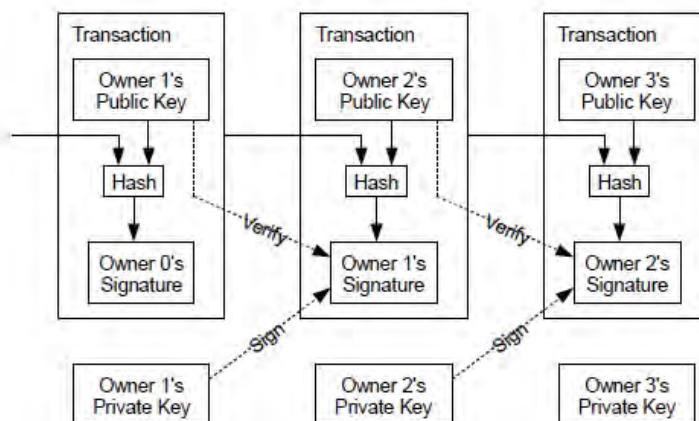 Transaction
Owner 1's
Public Key
Hash
Owner 0's
Signature
Transaction
Owner 2's
Public Key
Hash
Verify
Owner 1's
Signature
Transaction
Owner 3's
Public Key
Hash
Verify
Owner 2's
Signature
Sign
Sign
Owner 1's
Private Key
Owner 2's
Private Key
Owner 3's
Private Key